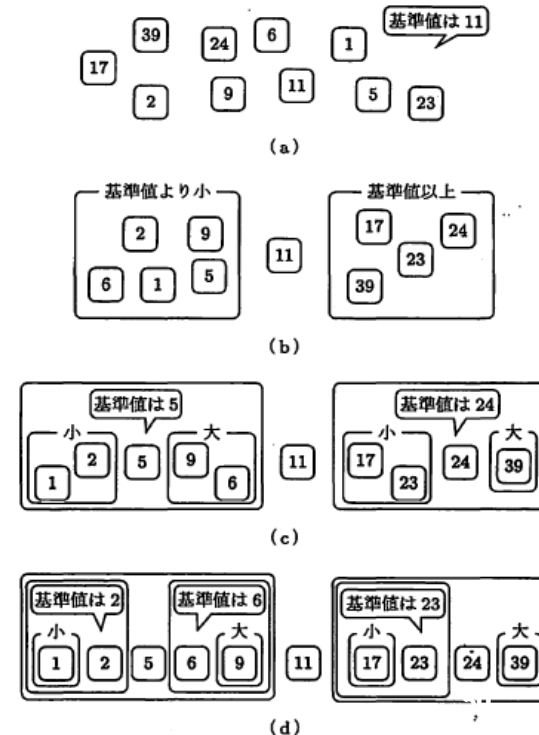 39 24 6 1 基準値は 11
17
2 9 11 5 23
(a)
基準値より小 基準値以上
2 9 11 17 24
6 1 5 39 23
(b)
基準値は 5 基準値は 24
小 大 小 大
1 2 5 9 6 11 17 23 24 39
(c)
基準値は 2 基準値は 6 基準値は 23
小 大 小 大
1 2 5 6 9 11 17 23 24 39
(d)